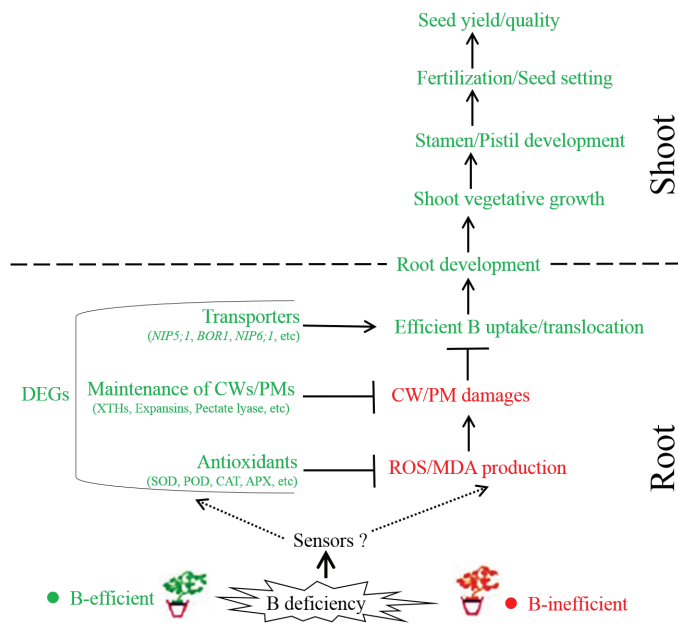 Seed yield/quality
Fertilization/Seed setting
Stamen/Pistil development
Shoot vegetative growth
Shoot
Root development
Transporters
(NIP5;1, BOR1, NIP6;1, etc)
Efficient B uptake/translocation
DEGs
Maintenance of CWs/PMs
(XTHs, Expansins, Pectate lyase, etc)
CW/PM damages
Antioxidants
(SOD, POD, CAT, APX, etc)
ROS/MDA production
Root
Sensors ?
B-efficient
B deficiency
B-inefficient